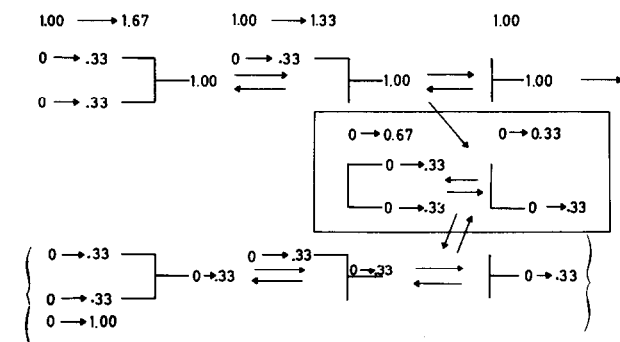 1.00 → 1.67 1.00 → 1.33 1.00
0 → .33 0 → .33
1.00 1.00 1.00
0 → .33
0 → 0.67 0 → 0.33
0 → .33
0 → .33 0 → .33
0 → .33 0 → .33
0 → .33 0 → .33 0 → .33
0 → .33
0 → 1.00